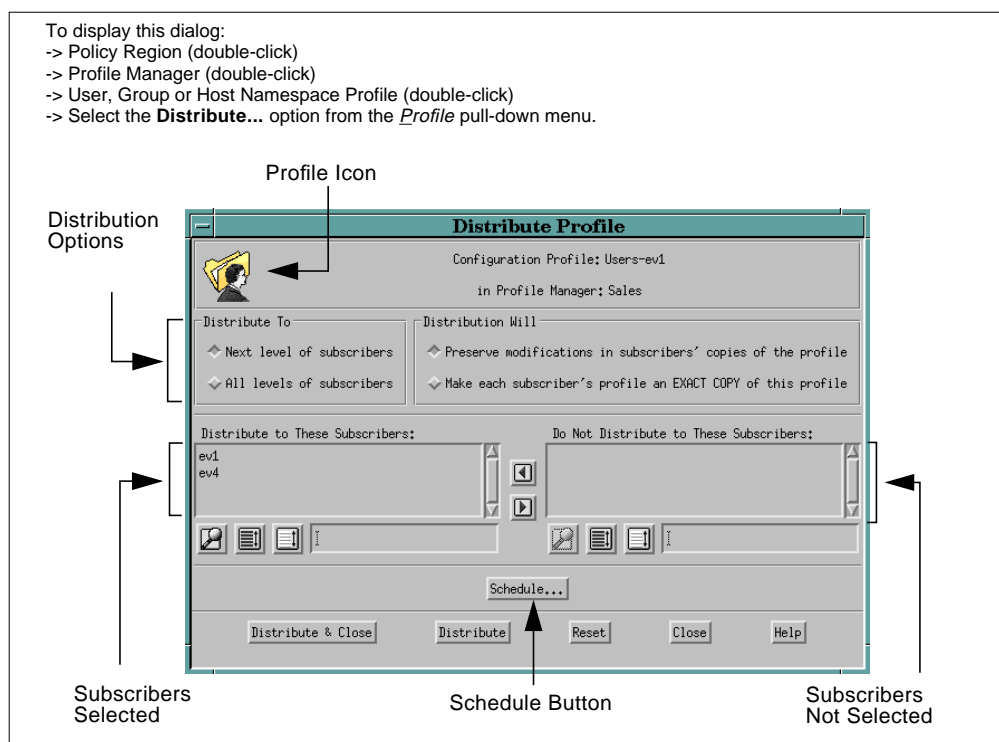 To display this dialog:
-> Policy Region (double-click)
-> Profile Manager (double-click)
-> User, Group or Host Namespace Profile (double-click)
-> Select the Distribute... option from the Profile pull-down menu.
Profile Icon
Distribution
Options
Distribute Profile
Configuration Profile: Users-ev1
in Profile Manager: Sales
Distribute To
Next level of subscribers
All levels of subscribers
Distribution Will
Preserve modifications in subscribers' copies of the profile
Make each subscriber's profile an EXACT COPY of this profile
Distribute to These Subscribers:
ev1
ev4
Do Not Distribute to These Subscribers:
Schedule...
Distribute & Close
Distribute
Reset
Close
Help
Subscribers
Selected
Schedule Button
Subscribers
Not Selected